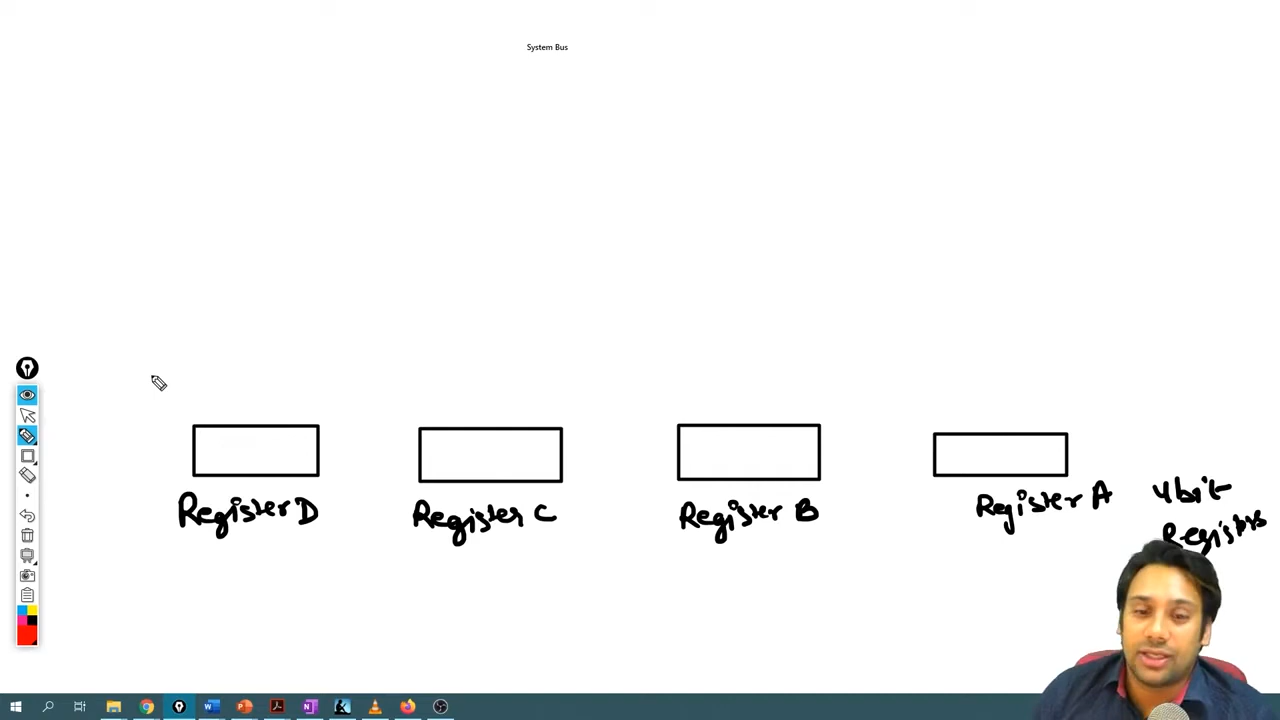 System Bus
Register D
Register C
Register B
Register A
4bit
Registers